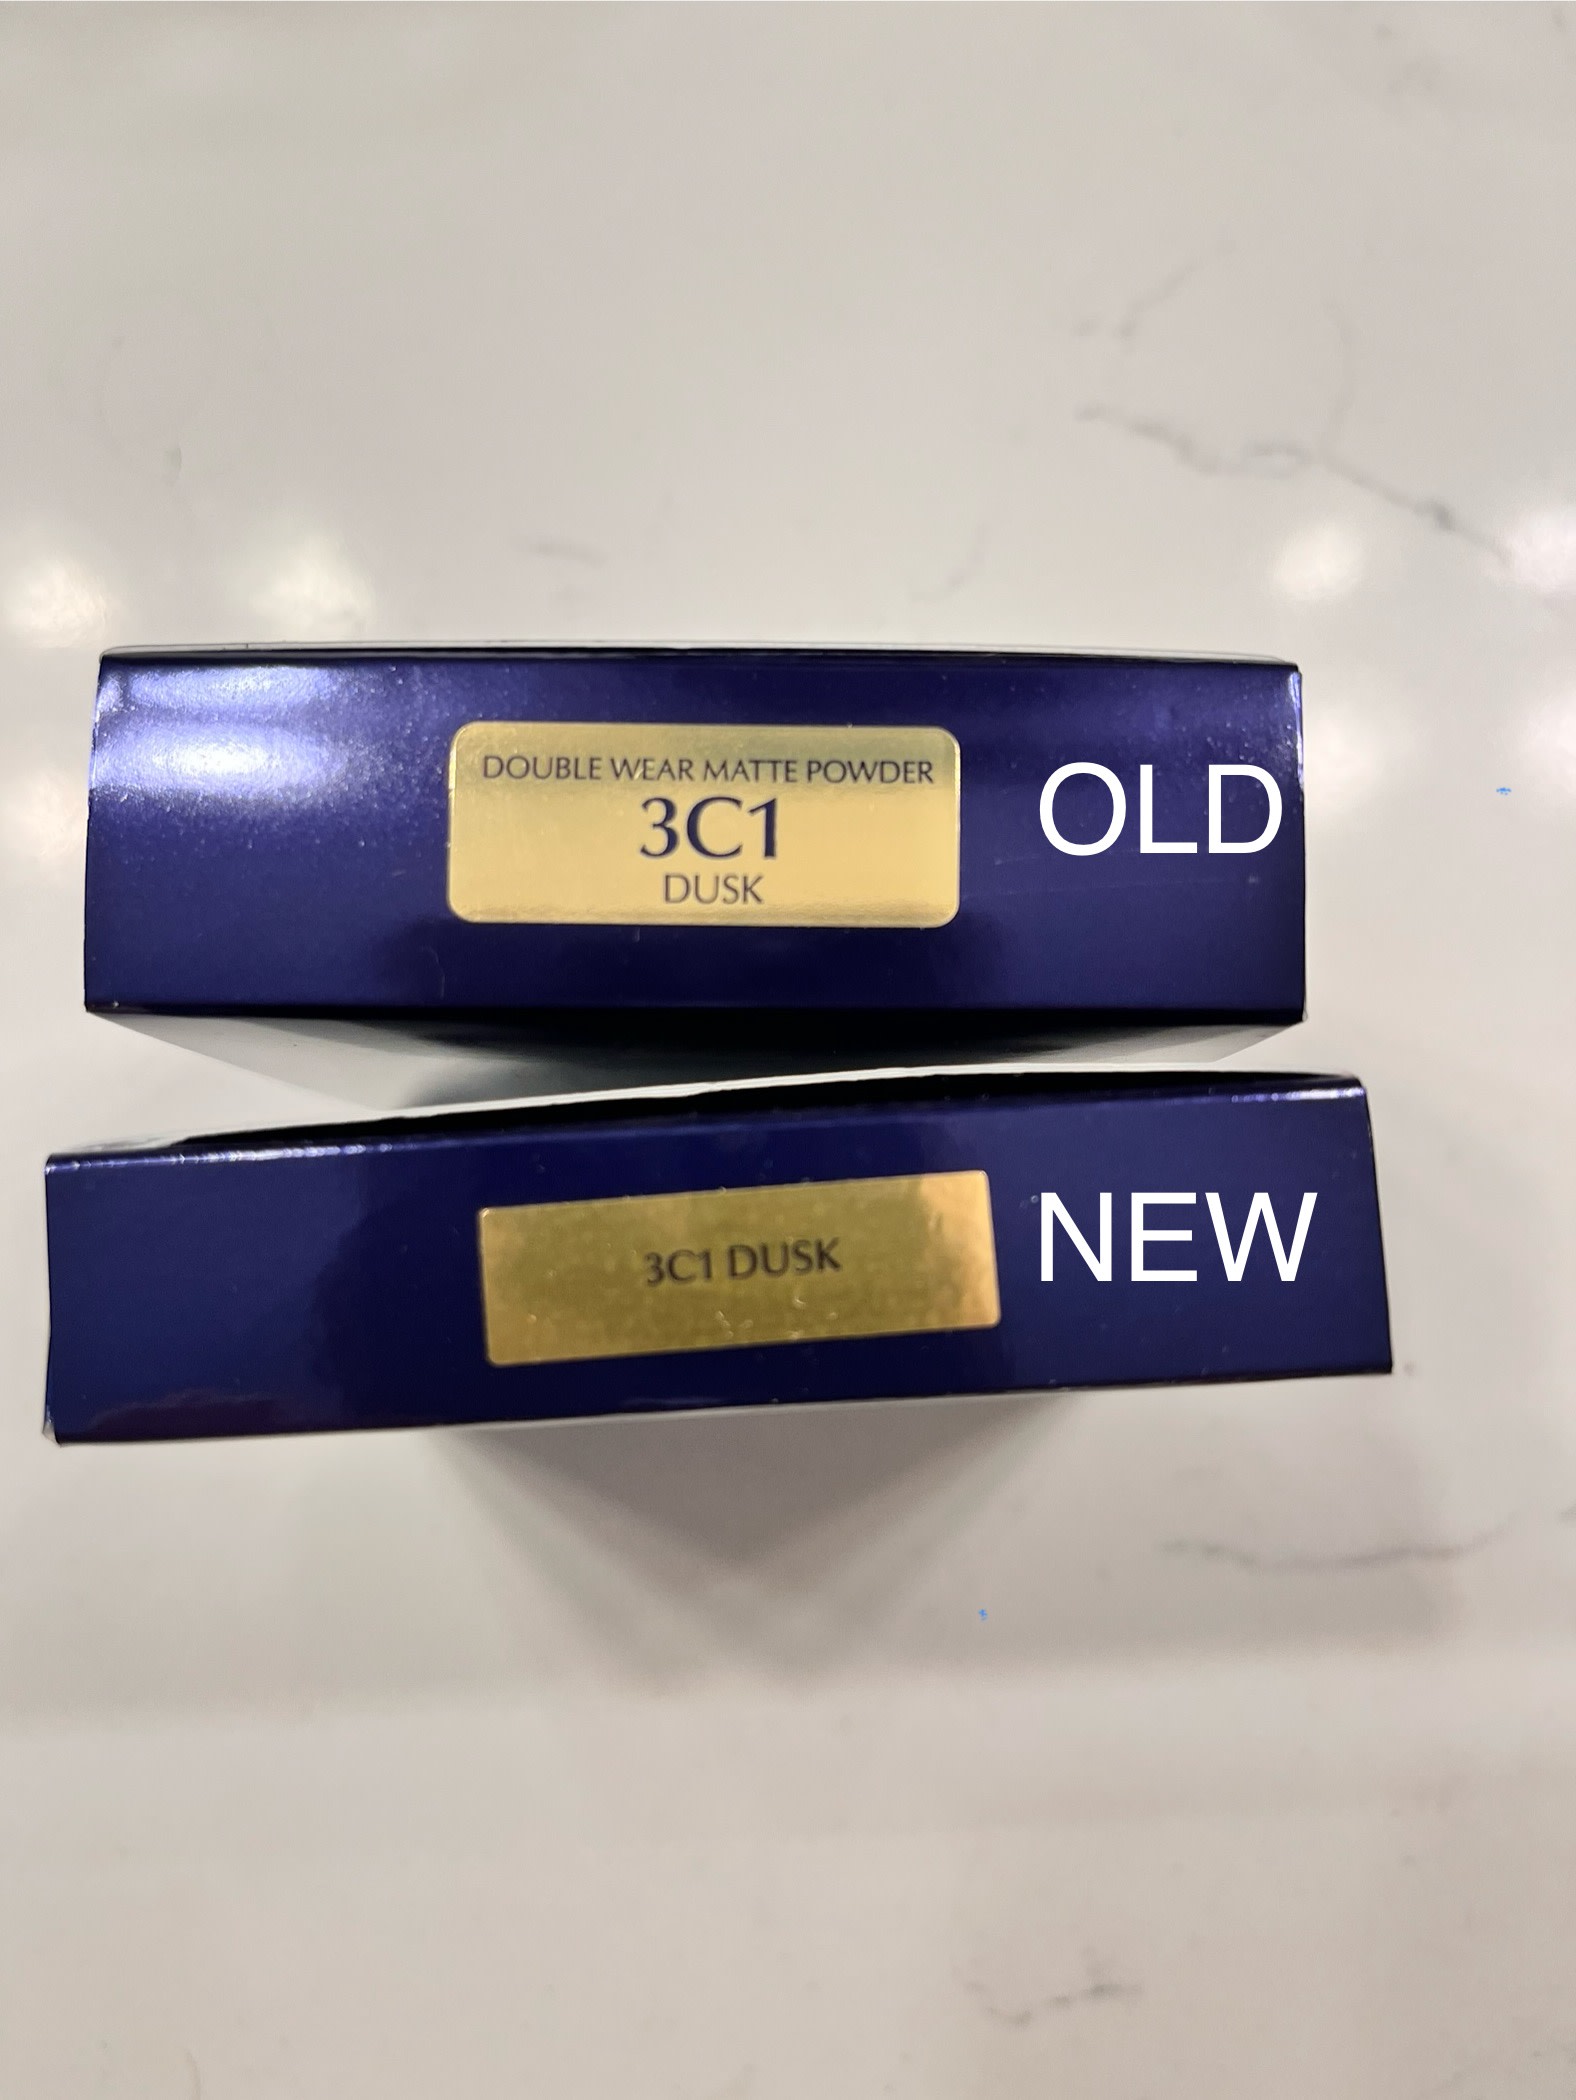 DOUBLE WEAR MATTE POWDER
3C1
DUSK
OLD
3C1 DUSK
NEW